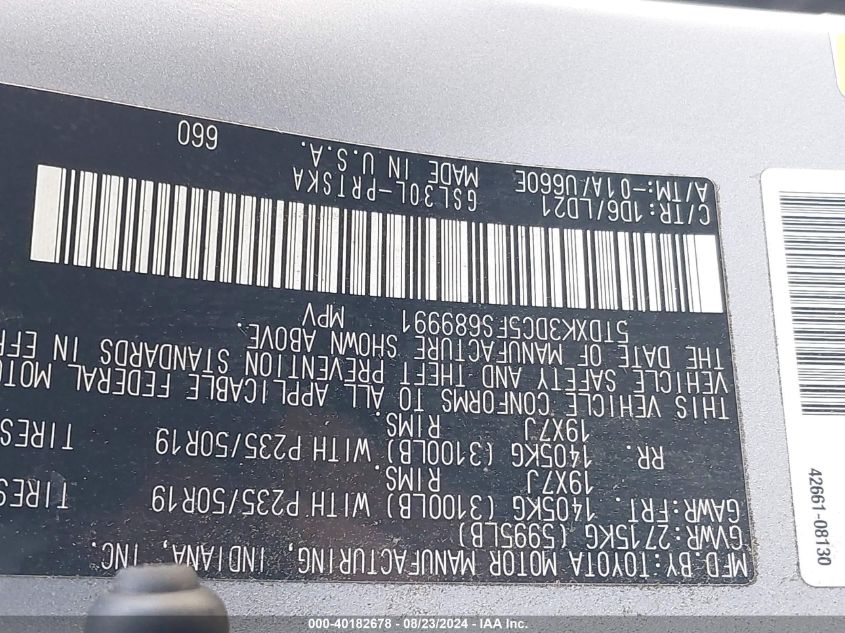 MFD.BY:TOYOTA MOTOR MANUFACTURING, INDIANA, INC.
GVWR:2715KG (5995LB)
GAWR:FRT. 1405KG (3100LB) WITH P235/50R19 TIRES
19X7J RIMS.
RR. 1405KG (3100LB) WITH P235/50R19 TIRES
19X7J RIMS.
THIS VEHICLE CONFORMS TO ALL APPLICABLE FEDERAL MOTO
VEHICLE SAFETY AND THEFT PREVENTION STANDARDS IN EFF
THE DATE OF MANUFACTURE SHOWN ABOVE.
5TDXK3DC5FS689991 MPV
C/TR:1D6/LD21 GSL30L-PRTSKA
A/TM:-01A/U660E MADE IN U.S.A.
660
42661-08130
000-40182678 - 08/23/2024 - IAA Inc.